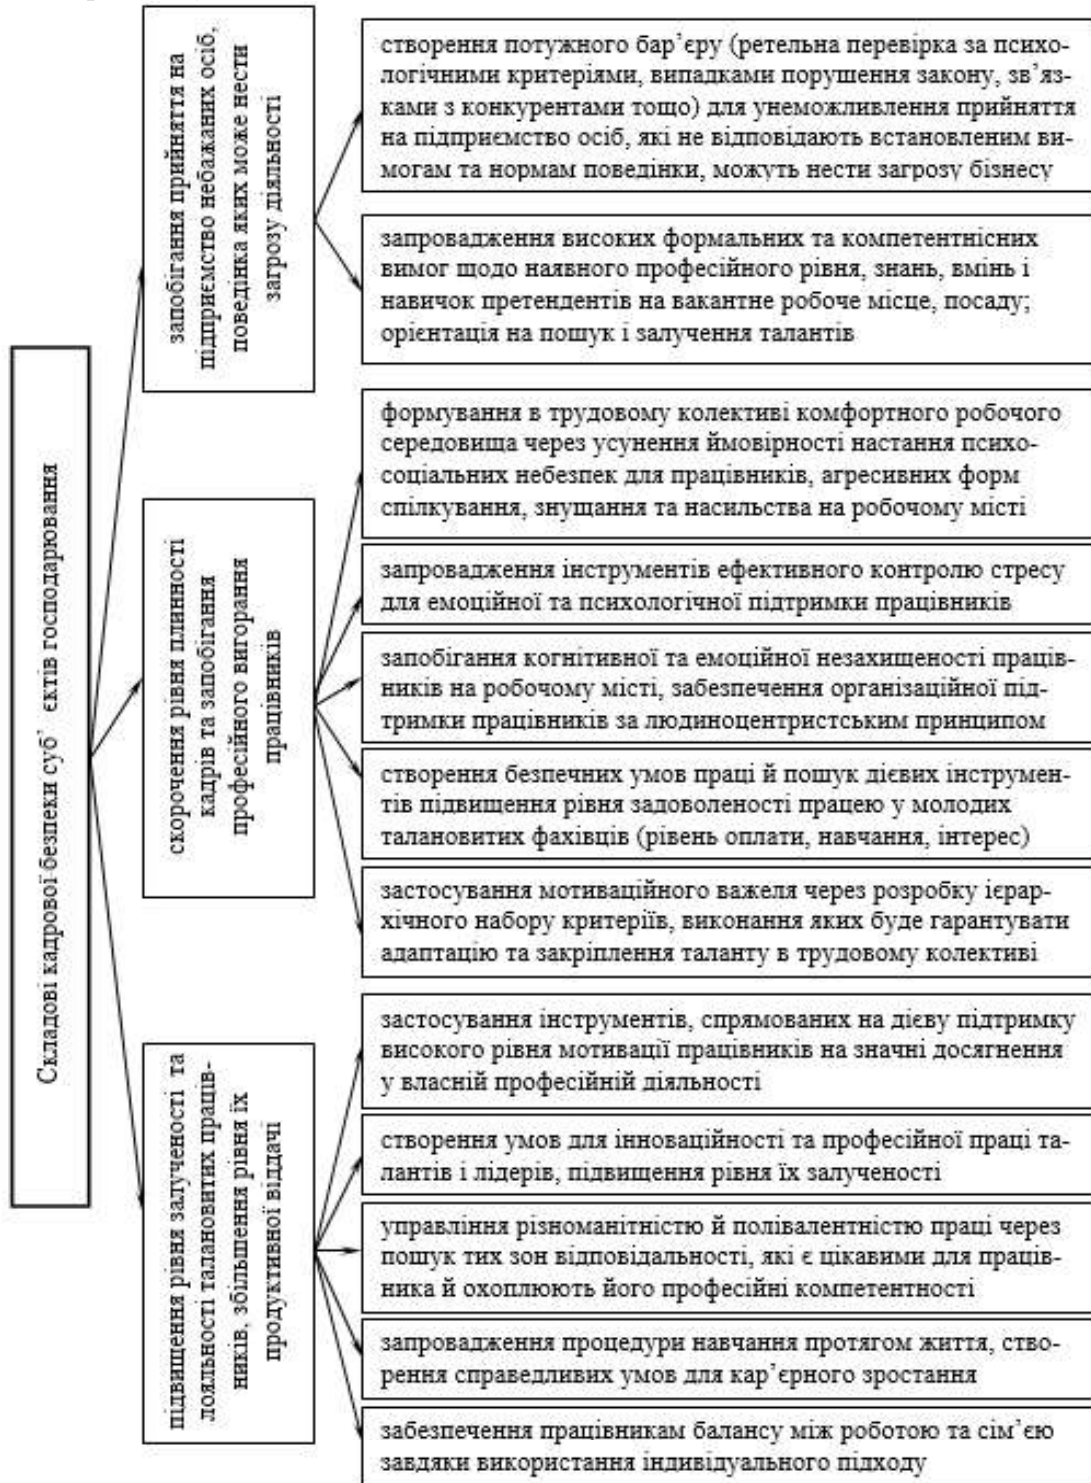 Складові кадрової безпеки суб’єктів господарювання
запобігання прийняття на
підприємство небажаних осіб,
поведінка яких може нести
загрозу діяльності
створення потужного бар’єру (ретельна перевірка за психо-
логічними критеріями, випадками порушення закону, зв’яз-
ками з конкурентами тощо) для унеможливлення прийняття
на підприємство осіб, які не відповідають встановленим ви-
могам та нормам поведінки, можуть нести загрозу бізнесу
запровадження високих формальних та компетентнісних
вимог щодо наявного професійного рівня, знань, вмінь і
навичок претендентів на вакантне робоче місце, посаду;
орієнтація на пошук і залучення талантів
скорочення рівня плинності
кадрів та запобігання
професійного вигорання
працівників
формування в трудовому колективі комфортного робочого
середовища через усунення ймовірності настання психо-
соціальних небезпек для працівників, агресивних форм
спілкування, знущання та насильства на робочому місті
запровадження інструментів ефективного контролю стресу
для емоційної та психологічної підтримки працівників
запобігання когнітивної та емоційної незахищеності праців-
ників на робочому місті, забезпечення організаційної під-
тримки працівників за людиноцентристським принципом
створення безпечних умов праці й пошук дієвих інструмен-
тів підвищення рівня задоволеності працею у молодих
талановитих фахівців (рівень оплати, навчання, інтерес)
застосування мотиваційного важеля через розробку ієрар-
хічного набору критеріїв, виконання яких буде гарантувати
адаптацію та закріплення таланту в трудовому колективі
підвищення рівня залученості та
лояльності талановитих праців-
ників, збільшення рівня їх
продуктивної віддачі
застосування інструментів, спрямованих на дієву підтримку
високого рівня мотивації працівників на значні досягнення
у власній професійній діяльності
створення умов для інноваційності та професійної праці та-
лантів і лідерів, підвищення рівня їх залученості
управління різноманітністю й полівалентністю праці через
пошук тих зон відповідальності, які є цікавими для праців-
ника й охоплюють його професійні компетентності
запровадження процедури навчання протягом життя, ство-
рення справедливих умов для кар’єрного зростання
забезпечення працівникам балансу між роботою та сім’єю
завдяки використання індивідуального підходу